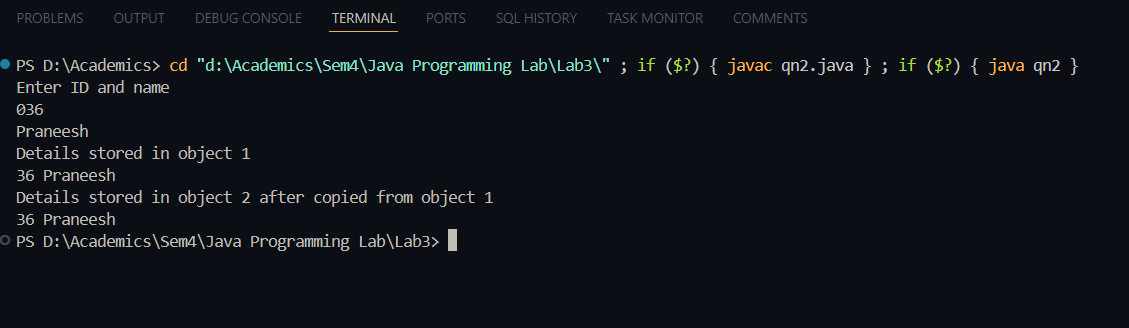 PROBLEMS OUTPUT DEBUG CONSOLE TERMINAL PORTS SQL HISTORY TASK MONITOR COMMENTS
PS D:\Academics> cd "d:\Academics\Sem4\Java Programming Lab\Lab3\" ; if ($?) { javac qn2.java } ; if ($?) { java qn2 }
Enter ID and name
036
Praneesh
Details stored in object 1
36 Praneesh
Details stored in object 2 after copied from object 1
36 Praneesh
PS D:\Academics\Sem4\Java Programming Lab\Lab3>